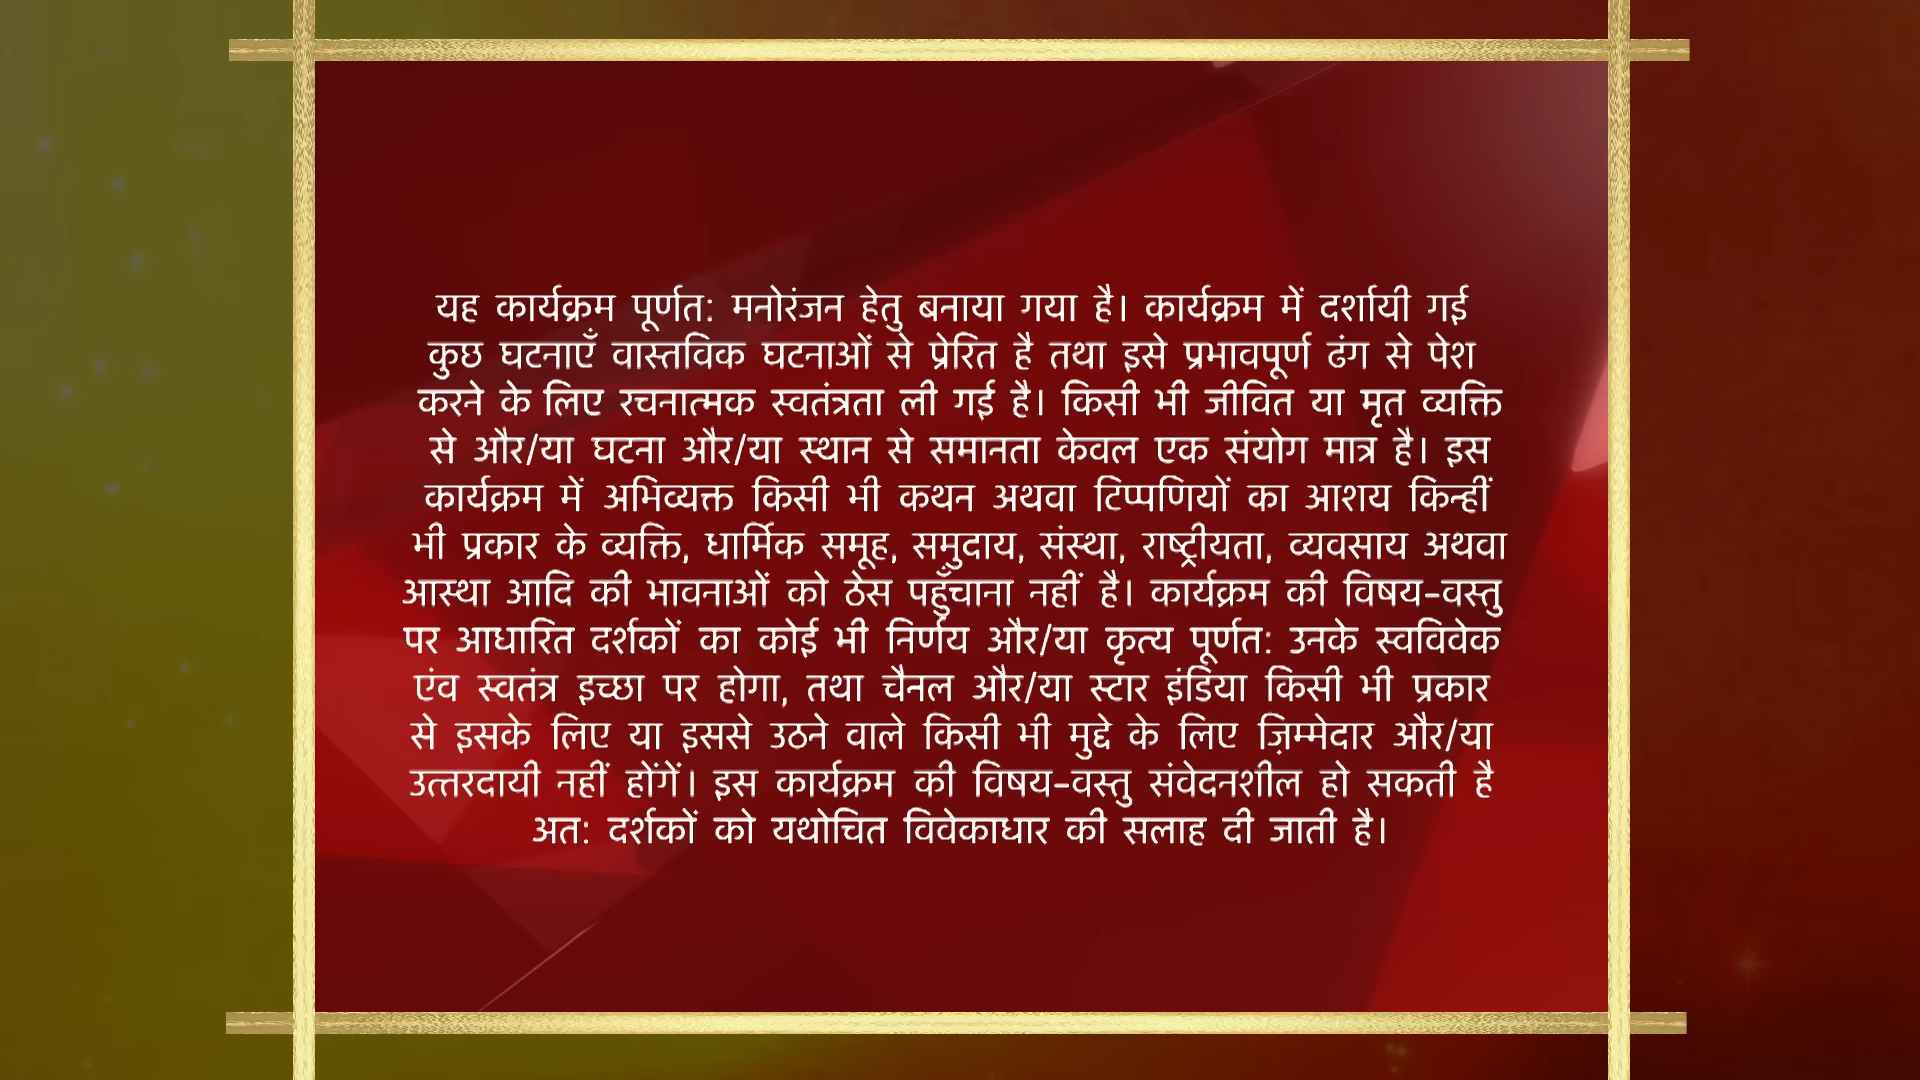 यह कार्यक्रम पूर्णत: मनोरंजन हेतु बनाया गया है। कार्यक्रम में दर्शायी गई
कुछ घटनाएँ वास्तविक घटनाओं से प्रेरित है तथा इसे प्रभावपूर्ण ढंग से पेश
करने के लिए रचनात्मक स्वतंत्रता ली गई है। किसी भी जीवित या मृत व्यक्ति
से और/या घटना और/या स्थान से समानता केवल एक संयोग मात्र है। इस
कार्यक्रम में अभिव्यक्त किसी भी कथन अथवा टिप्पणियों का आशय किन्हीं
भी प्रकार के व्यक्ति, धार्मिक समूह, समुदाय, संस्था, राष्ट्रीयता, व्यवसाय अथवा
आस्था आदि की भावनाओं को ठेस पहुँचाना नहीं है। कार्यक्रम की विषय-वस्तु
पर आधारित दर्शकों का कोई भी निर्णय और/या कृत्य पूर्णत: उनके स्वविवेक
एंव स्वतंत्र इच्छा पर होगा, तथा चैनल और/या स्टार इंडिया किसी भी प्रकार
से इसके लिए या इससे उठने वाले किसी भी मुद्दे के लिए ज़िम्मेदार और/या
उत्तरदायी नहीं होंगें। इस कार्यक्रम की विषय-वस्तु संवेदनशील हो सकती है
अत: दर्शकों को यथोचित विवेकाधार की सलाह दी जाती है।